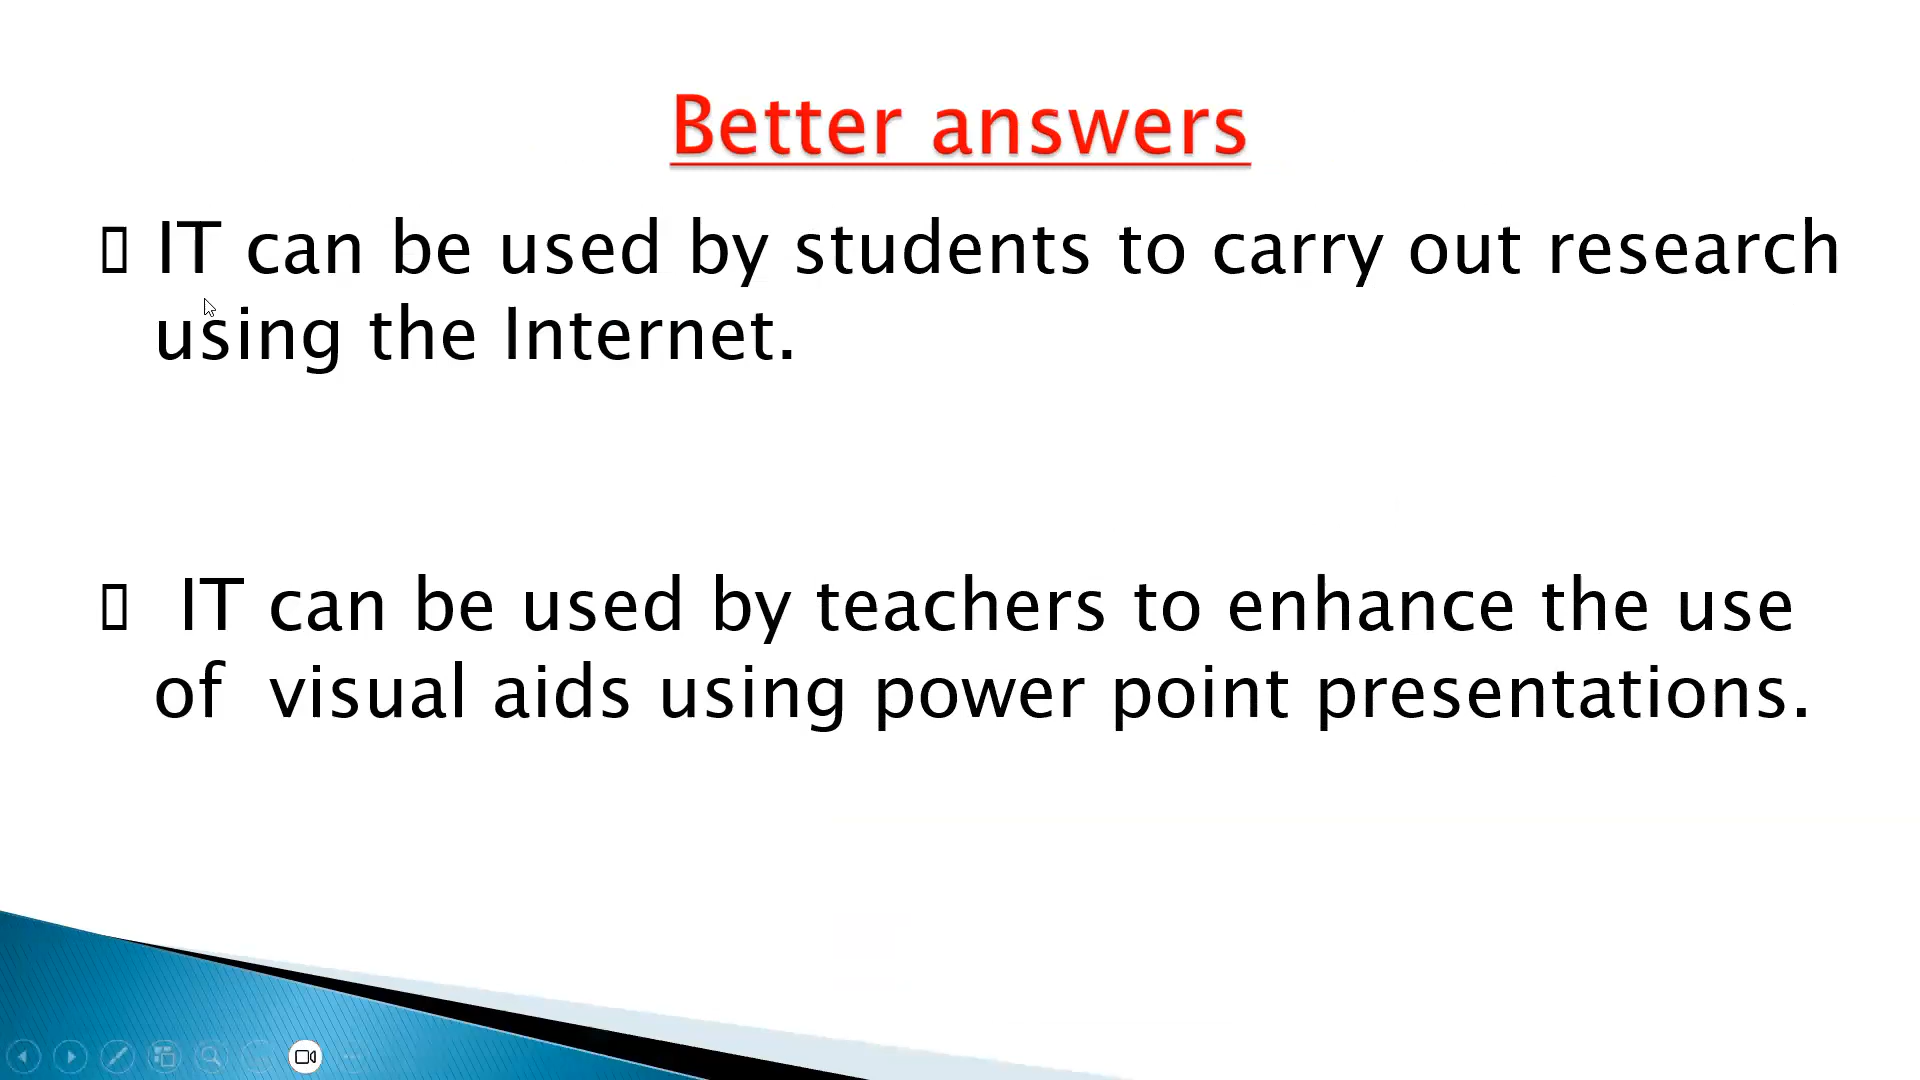 Better answers
IT can be used by students to carry out research
using the Internet.
IT can be used by teachers to enhance the use
of visual aids using power point presentations.